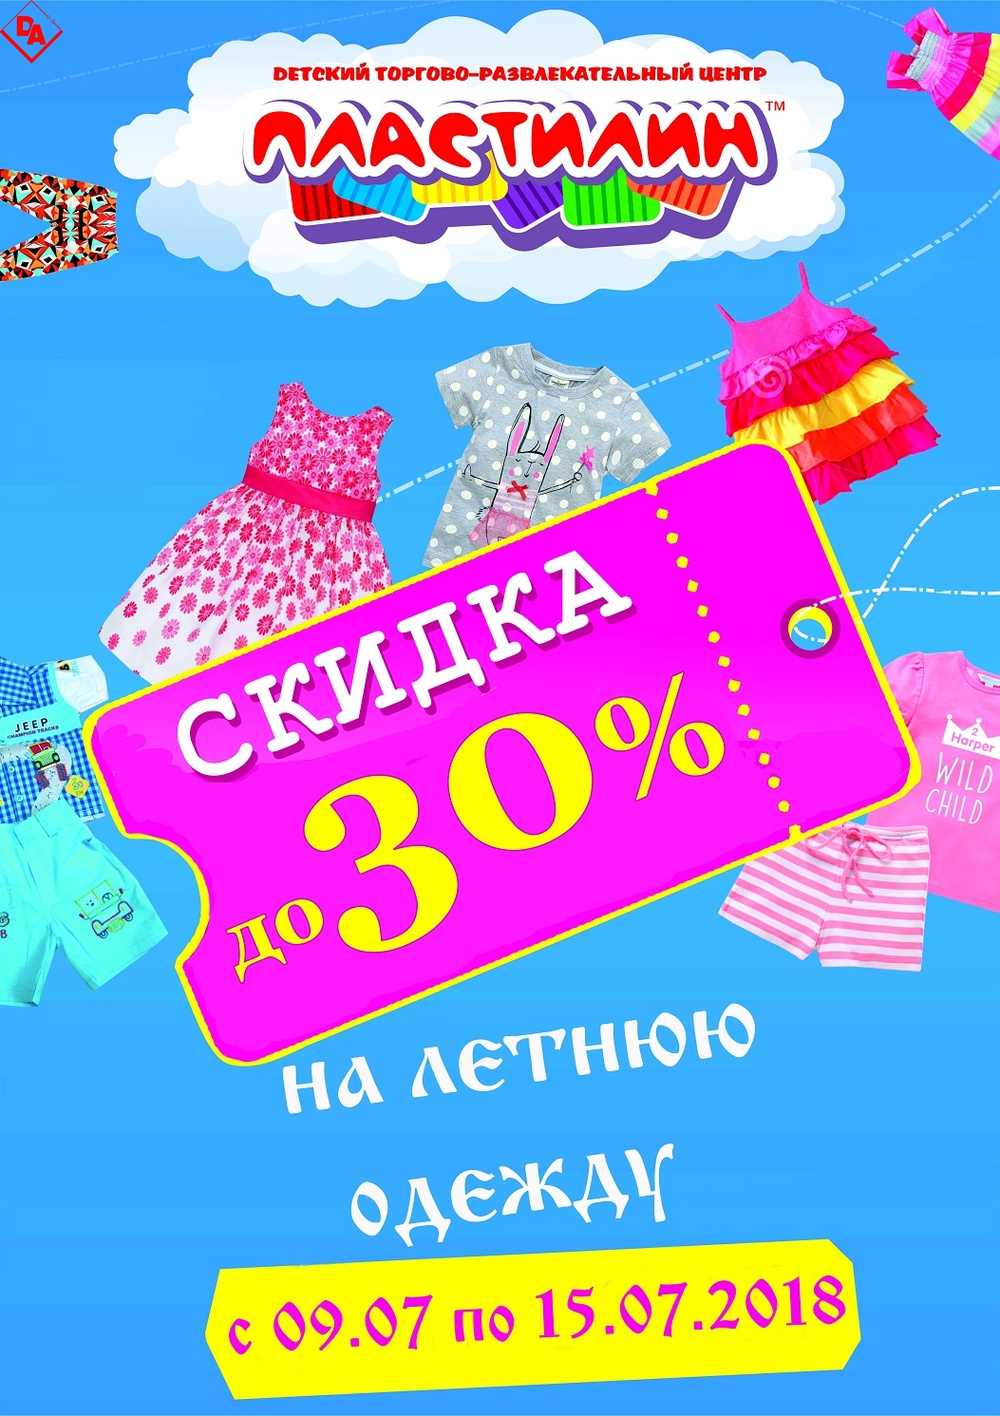 DA
ДЕТСКИЙ ТОРГОВО-РАЗВЛЕКАТЕЛЬНЫЙ ЦЕНТР
ПЛАСТИЛИН™
СКИДКА
ДО 30%
НА ЛЕТНЮЮ
ОДЕЖДУ
с 09.07 по 15.07.2018
JEEP
CHAMPION TRACKS
2
Harper
WILD
CHILD